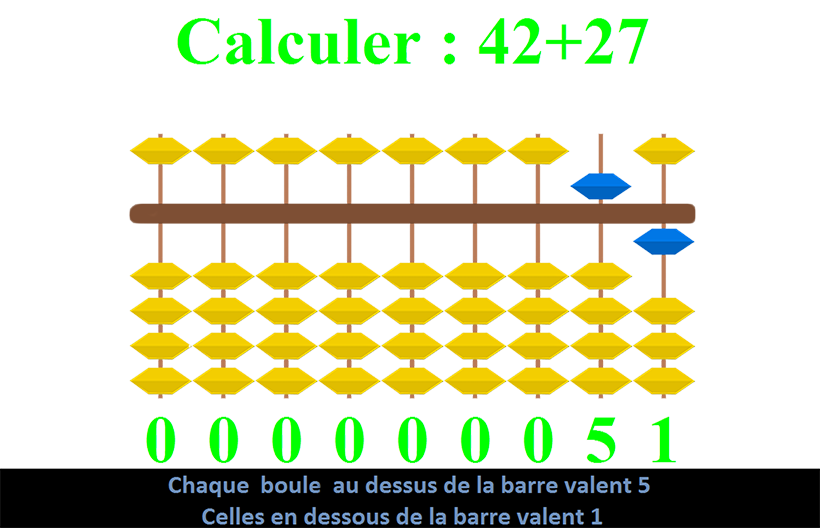 Calculer : 42+27
0 0 0 0 0 0 0 5 1
Chaque boule au dessus de la barre valent 5
Celles en dessous de la barre valent 1